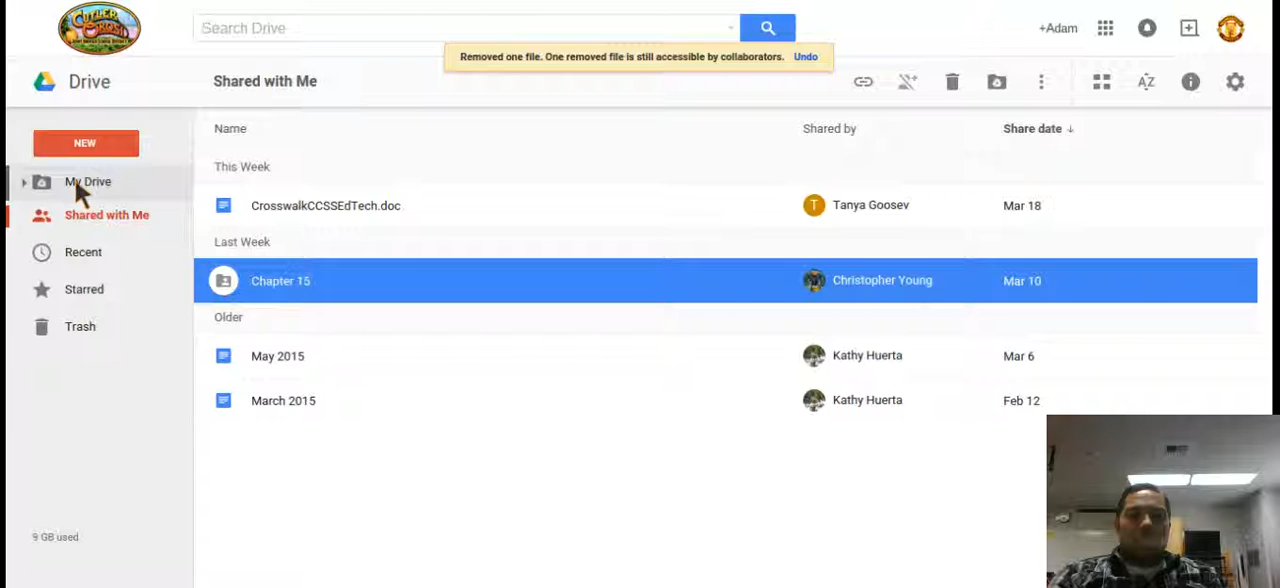 CUTLER OROSI
Search Drive
+Adam
Removed one file. One removed file is still accessible by collaborators. Undo
Drive
Shared with Me
NEW
My Drive
Shared with Me
Recent
Starred
Trash
9 GB used
Name Shared by Share date ↓
This Week
CrosswalkCCSSEdTech.doc T Tanya Goosev Mar 18
Last Week
Chapter 15 Christopher Young Mar 10
Older
May 2015 Kathy Huerta Mar 6
March 2015 Kathy Huerta Feb 12
AZ